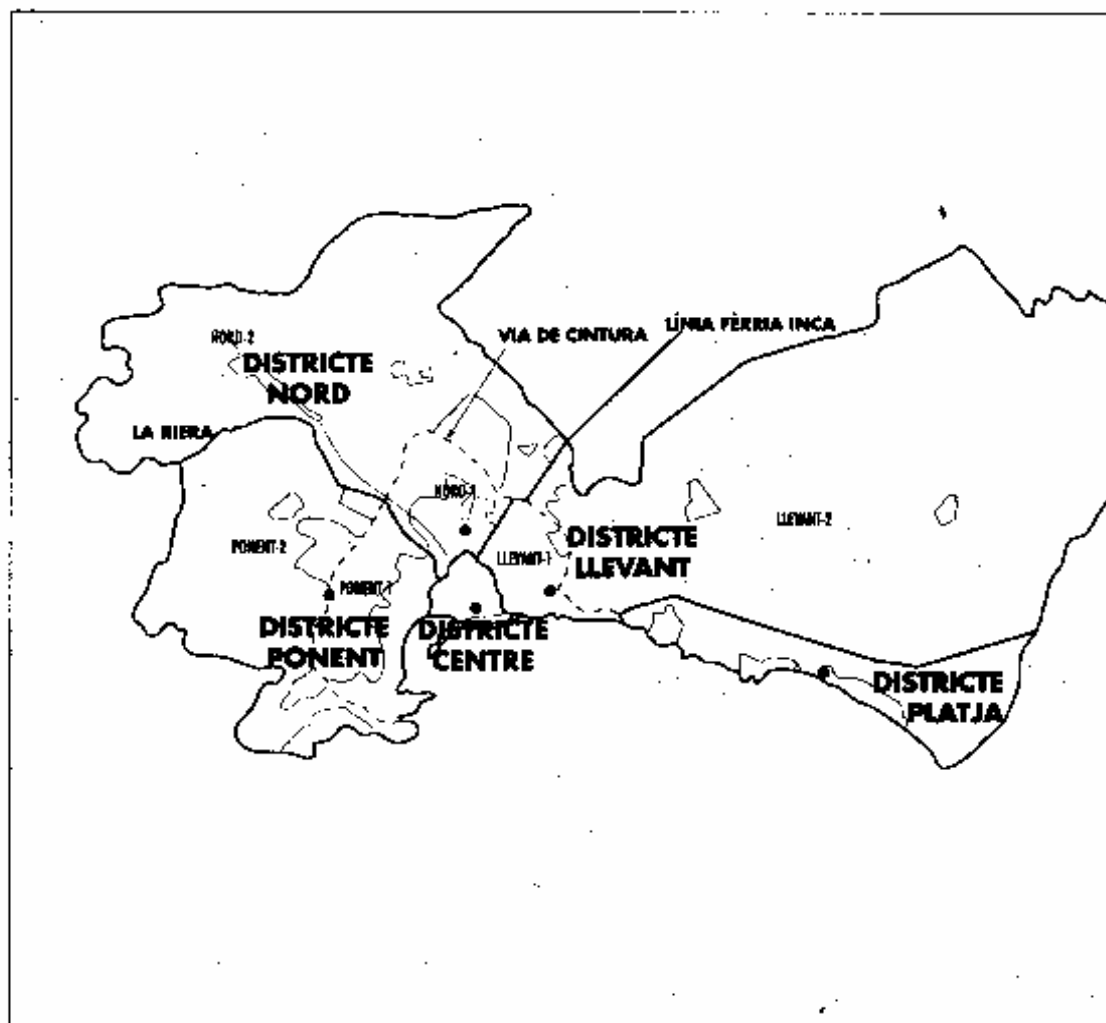 VIA DE CINTURA
LÍNIA FÈRRIA INCA
NORD-2
DISTRICTE
NORD
LA RIERA
NORD-1
LLEVANT-2
DISTRICTE
LLEVANT
LLEVANT-1
PONENT-2
PONENT-1
DISTRICTE
PONENT
DISTRICTE
CENTRE
DISTRICTE
PLATJA